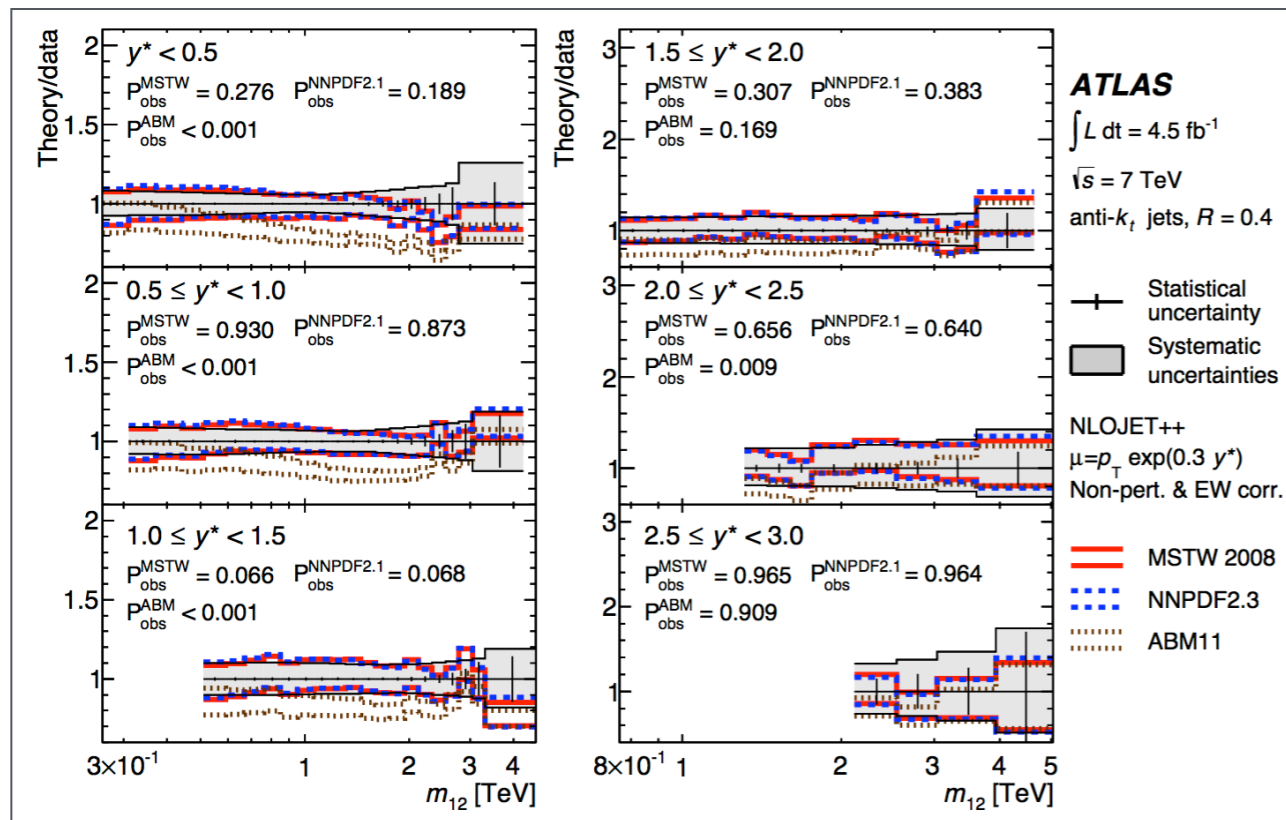 Theory/data
2
1.5
1
y* < 0.5
P_obs^MSTW = 0.276 P_obs^NNPDF2.1 = 0.189
P_obs^ABM < 0.001
2
1.5
1
0.5 ≤ y* < 1.0
P_obs^MSTW = 0.930 P_obs^NNPDF2.1 = 0.873
P_obs^ABM < 0.001
2
1.5
1
1.0 ≤ y* < 1.5
P_obs^MSTW = 0.066 P_obs^NNPDF2.1 = 0.068
P_obs^ABM < 0.001
3×10⁻¹ 1 2 3 4
m₁₂ [TeV]
Theory/data
3
2
1
1.5 ≤ y* < 2.0
P_obs^MSTW = 0.307 P_obs^NNPDF2.1 = 0.383
P_obs^ABM = 0.169
3
2
1
2.0 ≤ y* < 2.5
P_obs^MSTW = 0.656 P_obs^NNPDF2.1 = 0.640
P_obs^ABM = 0.009
3
2
1
2.5 ≤ y* < 3.0
P_obs^MSTW = 0.965 P_obs^NNPDF2.1 = 0.964
P_obs^ABM = 0.909
8×10⁻¹ 1 2 3 4 5
m₁₂ [TeV]
ATLAS
∫L dt = 4.5 fb⁻¹
√s = 7 TeV
anti-k_t jets, R = 0.4
Statistical
uncertainty
Systematic
uncertainties
NLOJET++
μ=p_T exp(0.3 y*)
Non-pert. & EW corr.
MSTW 2008
NNPDF2.3
ABM11